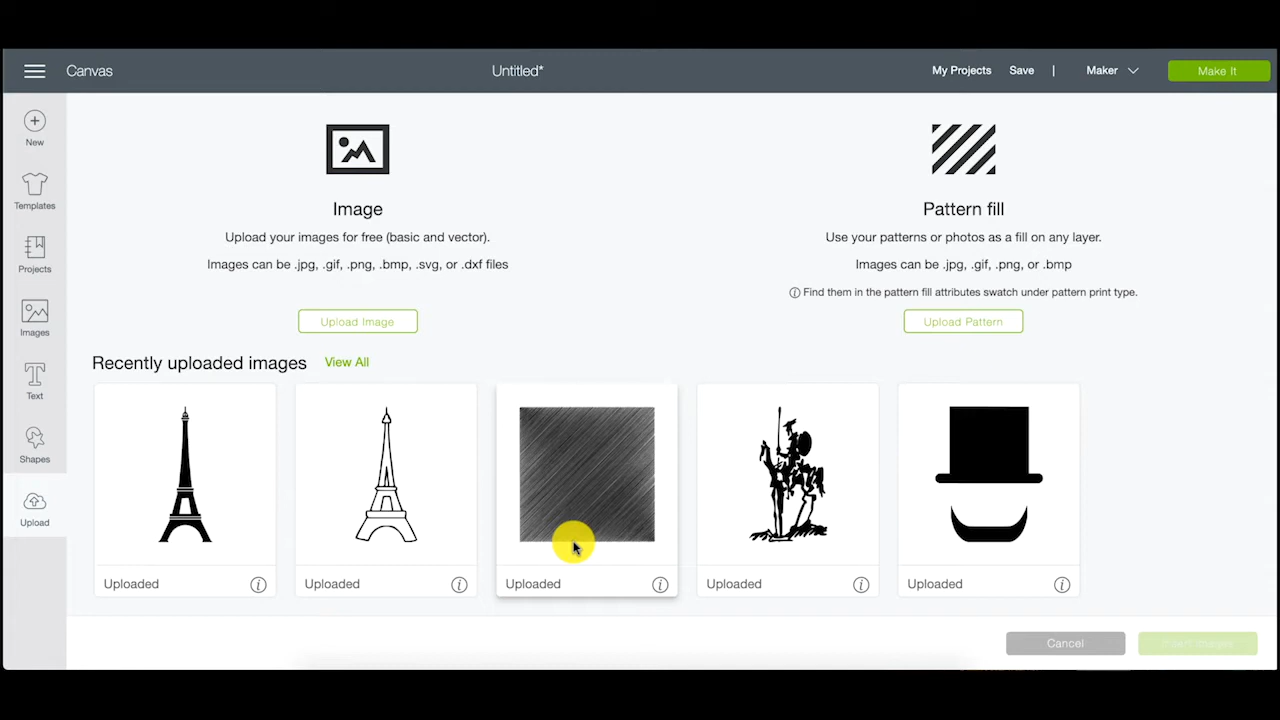 Canvas
Untitled*
My Projects Save | Maker Make It
New
Templates
Projects
Images
Text
Shapes
Upload
Image
Upload your images for free (basic and vector).
Images can be .jpg, .gif, .png, .bmp, .svg, or .dxf files
Upload Image
Pattern fill
Use your patterns or photos as a fill on any layer.
Images can be .jpg, .gif, .png, or .bmp
Find them in the pattern fill attributes swatch under pattern print type.
Upload Pattern
Recently uploaded images View All
Uploaded
Uploaded
Uploaded
Uploaded
Uploaded
Cancel
Insert Images